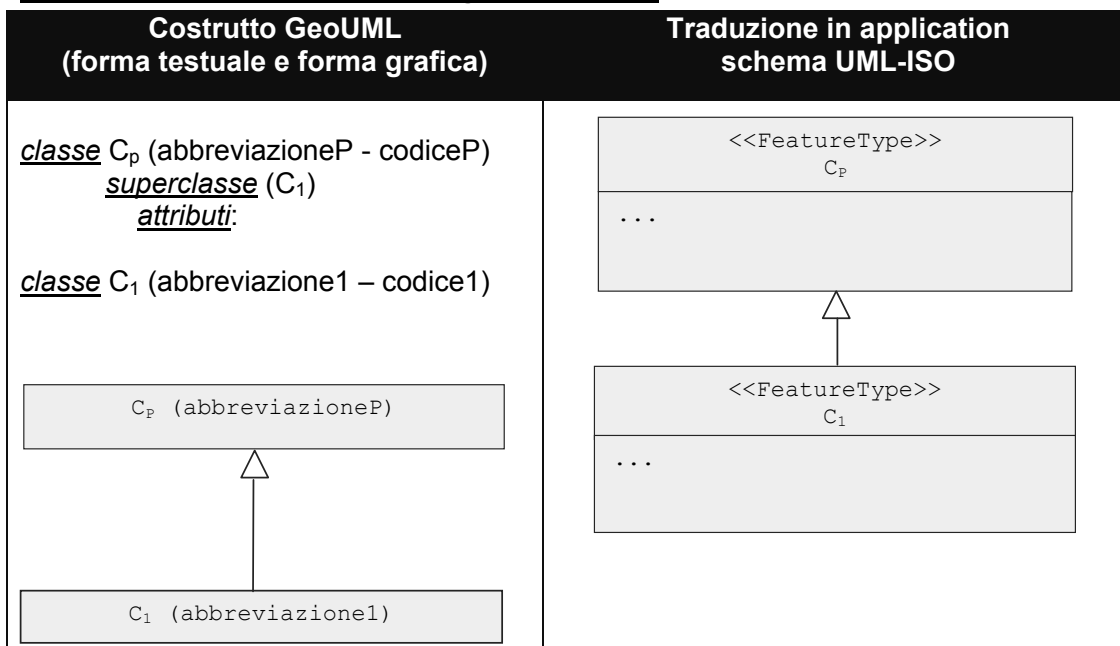 Costrutto GeoUML
(forma testuale e forma grafica)
Traduzione in application
schema UML-ISO
classe Cp (abbreviazioneP - codiceP)
superclasse (C1)
attributi:
classe C1 (abbreviazione1 – codice1)
CP (abbreviazioneP)
C1 (abbreviazione1)
<<FeatureType>>
CP
...
<<FeatureType>>
C1
...